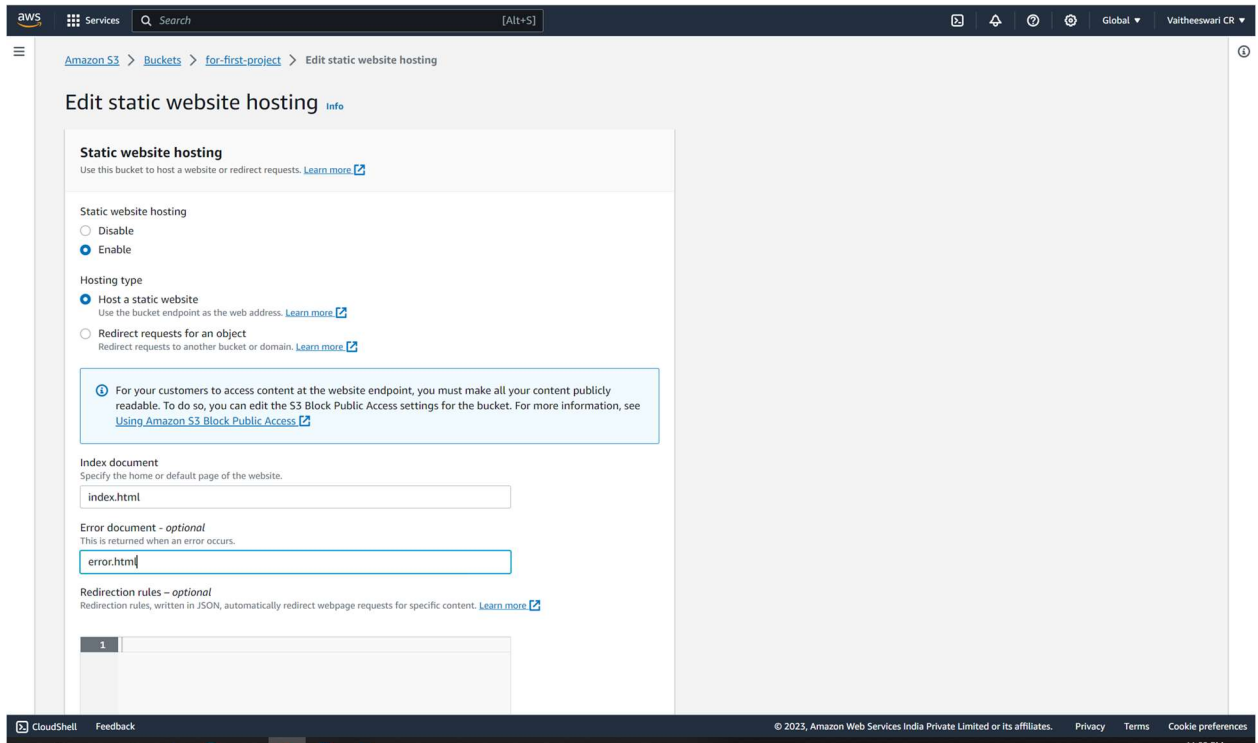 aws Services Search [Alt+S] Global Vaitheeswari CR
Amazon S3 > Buckets > for-first-project > Edit static website hosting
Edit static website hosting Info
Static website hosting
Use this bucket to host a website or redirect requests. Learn more
Static website hosting
Disable
Enable
Hosting type
Host a static website
Use the bucket endpoint as the web address. Learn more
Redirect requests for an object
Redirect requests to another bucket or domain. Learn more
For your customers to access content at the website endpoint, you must make all your content publicly
readable. To do so, you can edit the S3 Block Public Access settings for the bucket. For more information, see
Using Amazon S3 Block Public Access
Index document
Specify the home or default page of the website.
index.html
Error document - optional
This is returned when an error occurs.
error.html
Redirection rules – optional
Redirection rules, written in JSON, automatically redirect webpage requests for specific content. Learn more
1
CloudShell Feedback © 2023, Amazon Web Services India Private Limited or its affiliates. Privacy Terms Cookie preferences